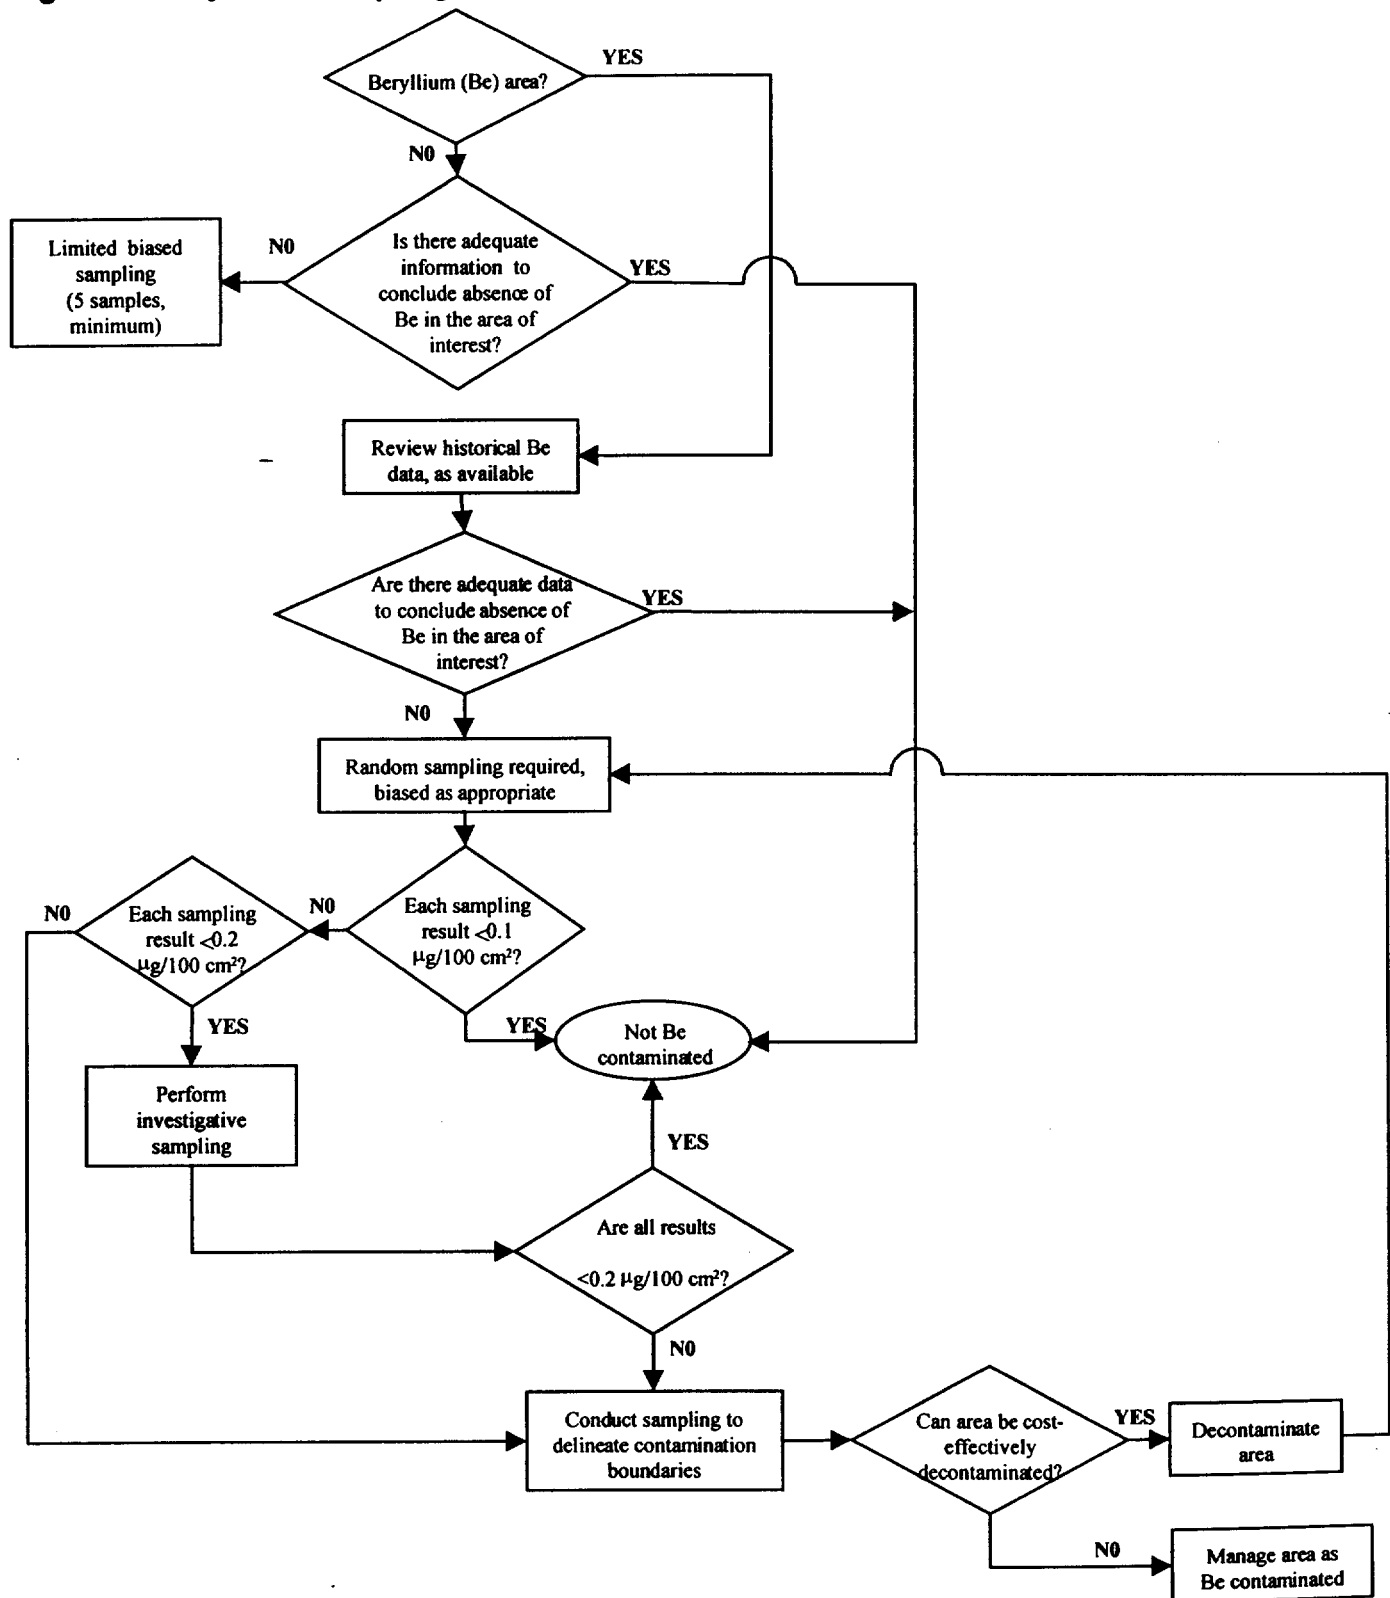 YES
Beryllium (Be) area?
N0
Limited biased
sampling
(5 samples,
minimum)
N0
Is there adequate
information to
conclude absence of
Be in the area of
interest?
YES
Review historical Be
data, as available
Are there adequate data
to conclude absence of
Be in the area of
interest?
YES
N0
Random sampling required,
biased as appropriate
N0
Each sampling
result <0.2
µg/100 cm²?
N0
Each sampling
result <0.1
µg/100 cm²?
YES
YES
Not Be
contaminated
Perform
investigative
sampling
YES
Are all results
<0.2 µg/100 cm²?
N0
Conduct sampling to
delineate contamination
boundaries
Can area be cost-
effectively
decontaminated?
YES
Decontaminate
area
N0
Manage area as
Be contaminated